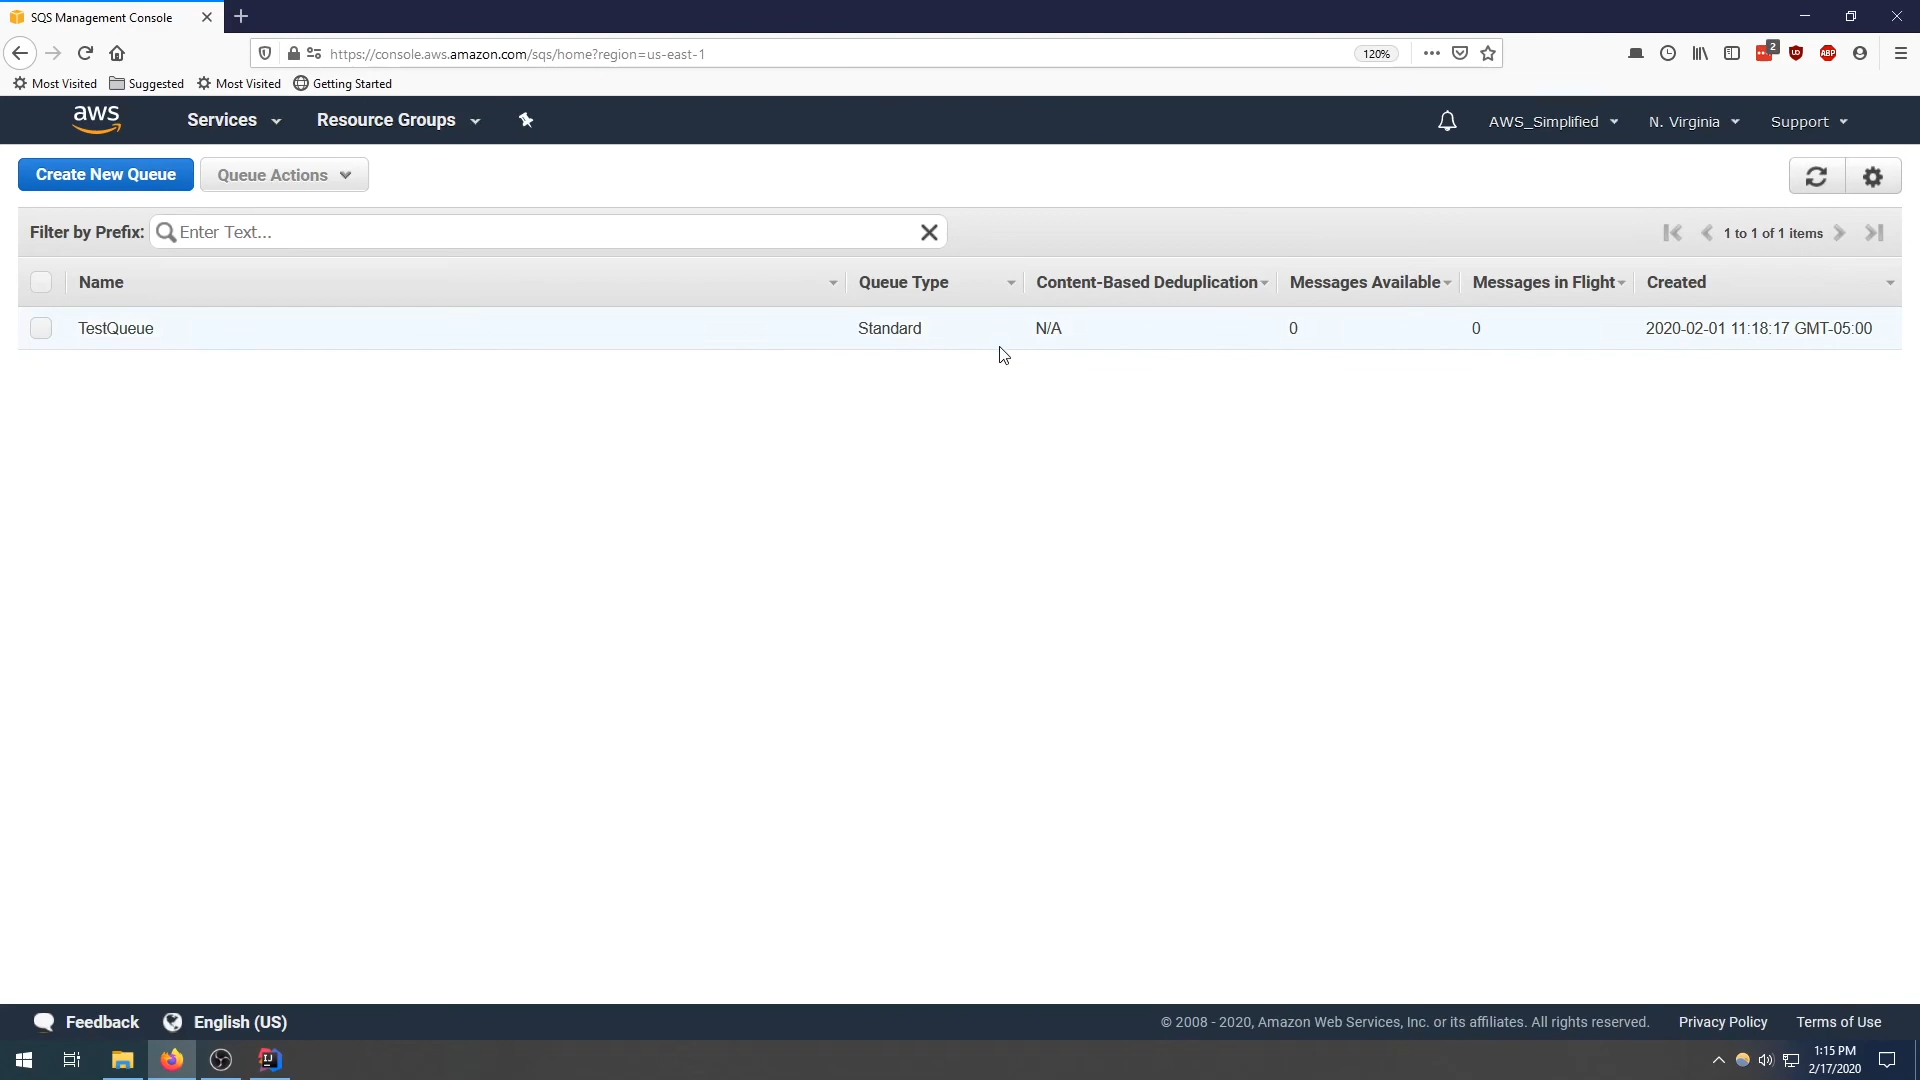 SQS Management Console
https://console.aws.amazon.com/sqs/home?region=us-east-1
120%
2
ABP
Most Visited
Suggested
Most Visited
Getting Started
aws
Services
Resource Groups
AWS_Simplified
N. Virginia
Support
Create New Queue
Queue Actions
Filter by Prefix:
Enter Text...
1 to 1 of 1 items
Name
Queue Type
Content-Based Deduplication
Messages Available
Messages in Flight
Created
TestQueue
Standard
N/A
0
0
2020-02-01 11:18:17 GMT-05:00
Feedback
English (US)
© 2008 - 2020, Amazon Web Services, Inc. or its affiliates. All rights reserved.
Privacy Policy
Terms of Use
IJ
1:15 PM
2/17/2020